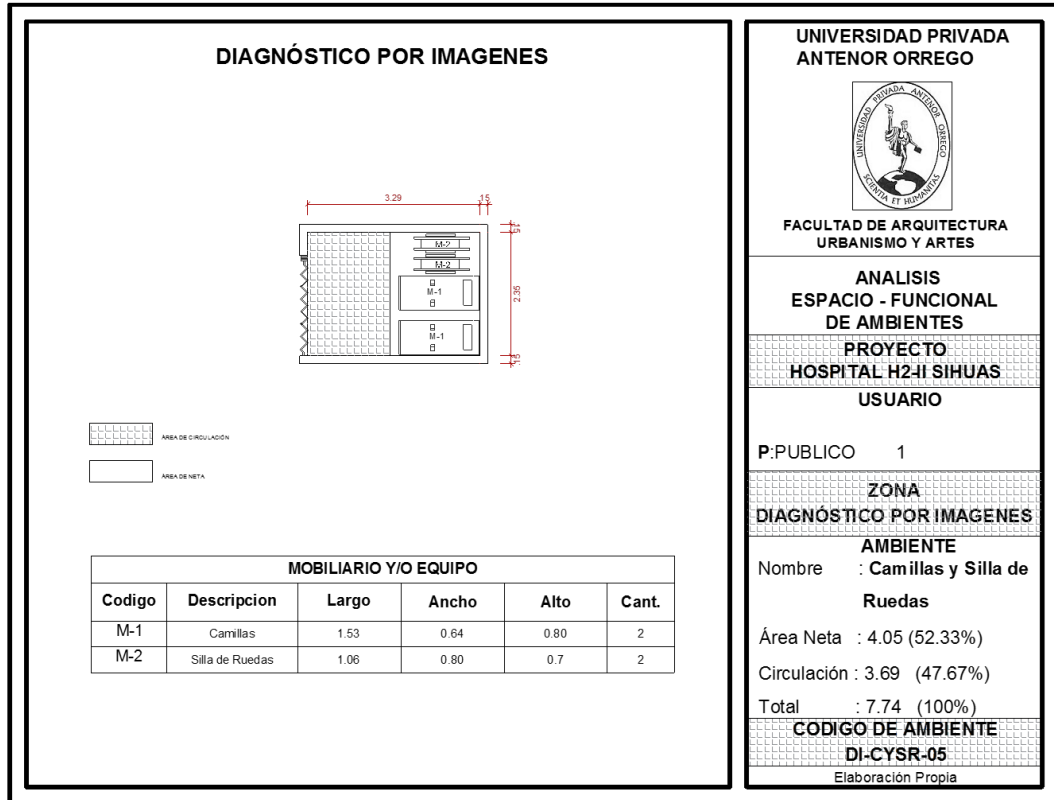 DIAGNÓSTICO POR IMAGENES
3.29
.15
.15
2.35
.15
M-2
M-2
M-1
M-1
AREA DE CIRCULACIÓN
AREA DE NETA
MOBILIARIO Y/O EQUIPO
Codigo Descripcion Largo Ancho Alto Cant.
M-1 Camillas 1.53 0.64 0.80 2
M-2 Silla de Ruedas 1.06 0.80 0.7 2
UNIVERSIDAD PRIVADA
ANTENOR ORREGO
UNIVERSIDAD PRIVADA ANTENOR ORREGO
SCIENTIA ET HUMANITAS
FACULTAD DE ARQUITECTURA
URBANISMO Y ARTES
ANALISIS
ESPACIO - FUNCIONAL
DE AMBIENTES
PROYECTO
HOSPITAL H2-II SIHUAS
USUARIO
P:PUBLICO 1
ZONA
DIAGNÓSTICO POR IMAGENES
AMBIENTE
Nombre : Camillas y Silla de
Ruedas
Área Neta : 4.05 (52.33%)
Circulación : 3.69 (47.67%)
Total : 7.74 (100%)
CODIGO DE AMBIENTE
DI-CYSR-05
Elaboración Propia